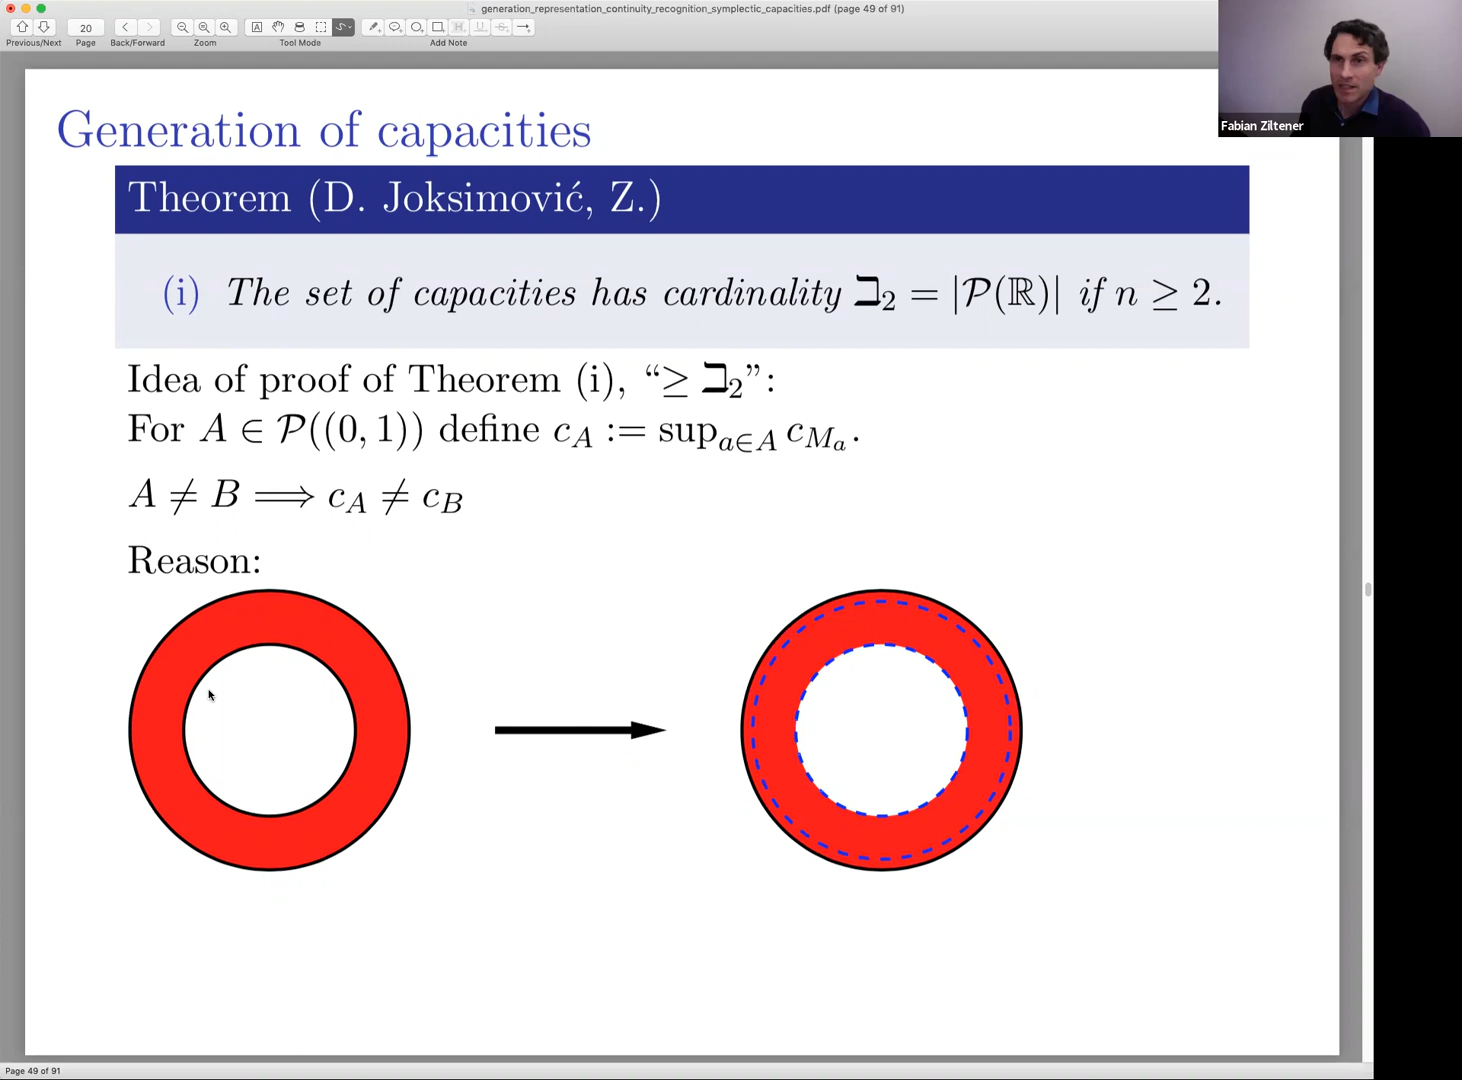 generation_representation_continuity_recognition_symplectic_capacities.pdf (page 49 of 91)
20
Previous/Next Page Back/Forward Zoom Tool Mode Add Note
Fabian Ziltener
Generation of capacities
Theorem (D. Joksimović, Z.)
(i) The set of capacities has cardinality ℶ₂ = |𝒫(ℝ)| if n ≥ 2.
Idea of proof of Theorem (i), “≥ ℶ₂”:
For A ∈ 𝒫((0, 1)) define c_A := sup_{a∈A} c_{M_a}.
A ≠ B ⟹ c_A ≠ c_B
Reason:
Page 49 of 91